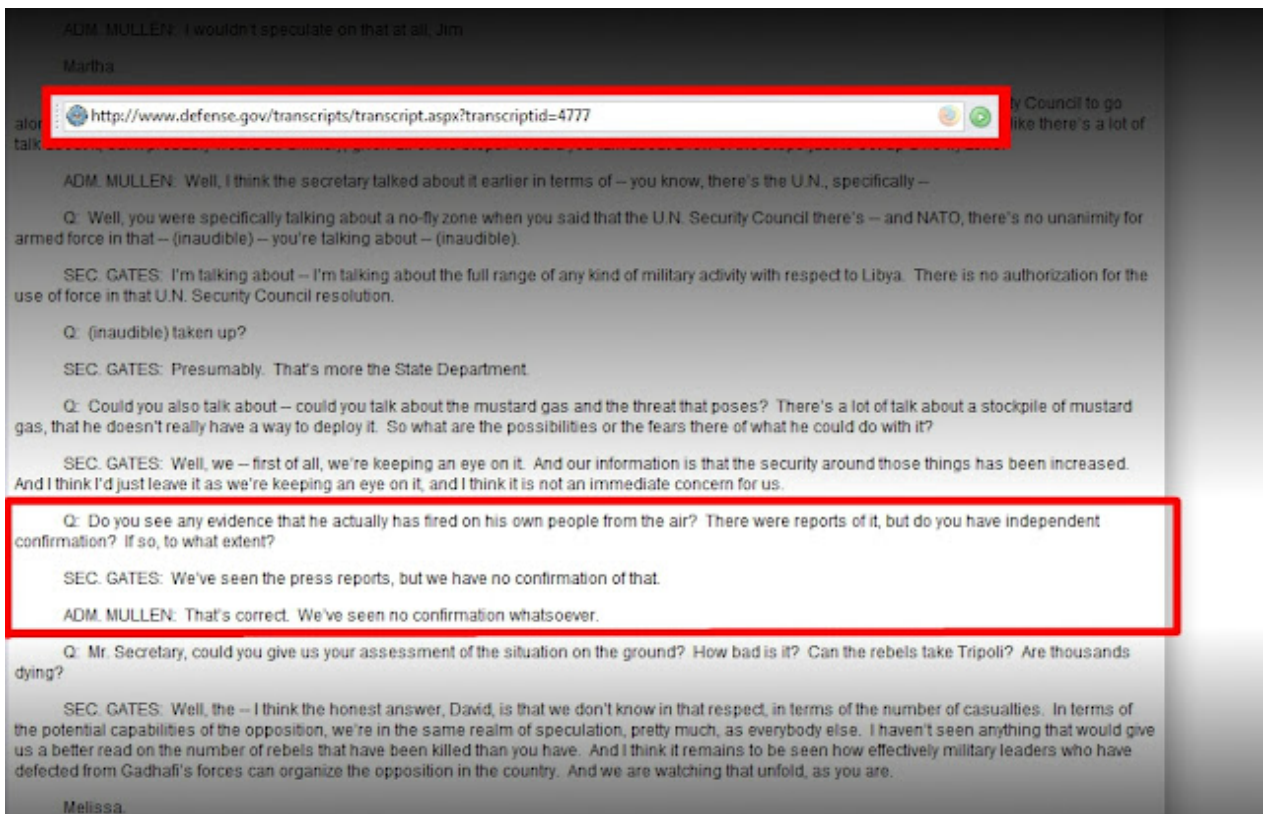 ADM. MULLEN: I wouldn't speculate on that at all, Jim.
Martha.
ty Council to go
http://www.defense.gov/transcripts/transcript.aspx?transcriptid=4777
alon like there's a lot of
talk
ADM. MULLEN: Well, I think the secretary talked about it earlier in terms of -- you know, there's the U.N., specifically --
Q: Well, you were specifically talking about a no-fly zone when you said that the U.N. Security Council there's -- and NATO, there's no unanimity for
armed force in that -- (inaudible) -- you're talking about -- (inaudible).
SEC. GATES: I'm talking about -- I'm talking about the full range of any kind of military activity with respect to Libya. There is no authorization for the
use of force in that U.N. Security Council resolution.
Q: (inaudible) taken up?
SEC. GATES: Presumably. That's more the State Department.
Q: Could you also talk about -- could you talk about the mustard gas and the threat that poses? There's a lot of talk about a stockpile of mustard
gas, that he doesn't really have a way to deploy it. So what are the possibilities or the fears there of what he could do with it?
SEC. GATES: Well, we -- first of all, we're keeping an eye on it. And our information is that the security around those things has been increased.
And I think I'd just leave it as we're keeping an eye on it, and I think it is not an immediate concern for us.
Q: Do you see any evidence that he actually has fired on his own people from the air? There were reports of it, but do you have independent
confirmation? If so, to what extent?
SEC. GATES: We've seen the press reports, but we have no confirmation of that.
ADM. MULLEN: That's correct. We've seen no confirmation whatsoever.
Q: Mr. Secretary, could you give us your assessment of the situation on the ground? How bad is it? Can the rebels take Tripoli? Are thousands
dying?
SEC. GATES: Well, the -- I think the honest answer, David, is that we don't know in that respect, in terms of the number of casualties. In terms of
the potential capabilities of the opposition, we're in the same realm of speculation, pretty much, as everybody else. I haven't seen anything that would give
us a better read on the number of rebels that have been killed than you have. And I think it remains to be seen how effectively military leaders who have
defected from Gadhafi's forces can organize the opposition in the country. And we are watching that unfold, as you are.
Melissa.